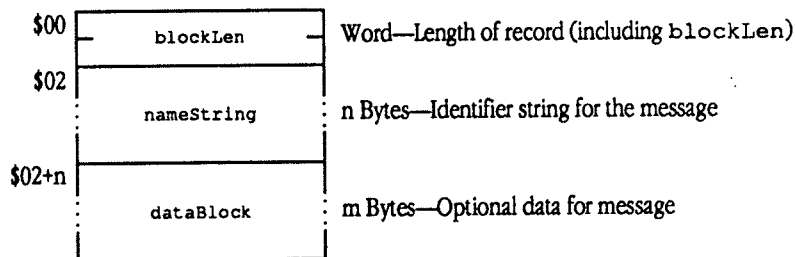 $00 blockLen Word—Length of record (including blockLen)
$02
nameString n Bytes—Identifier string for the message
$02+n
dataBlock m Bytes—Optional data for message